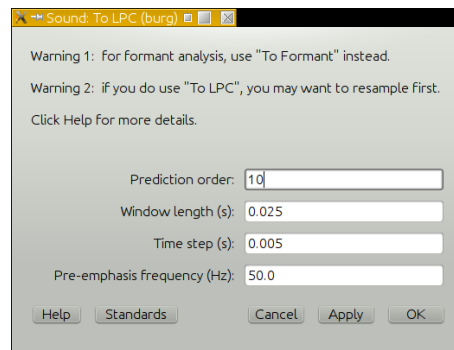 Sound: To LPC (burg)
Warning 1: for formant analysis, use "To Formant" instead.
Warning 2: if you do use "To LPC", you may want to resample first.
Click Help for more details.
Prediction order: 10
Window length (s): 0.025
Time step (s): 0.005
Pre-emphasis frequency (Hz): 50.0
Help Standards Cancel Apply OK